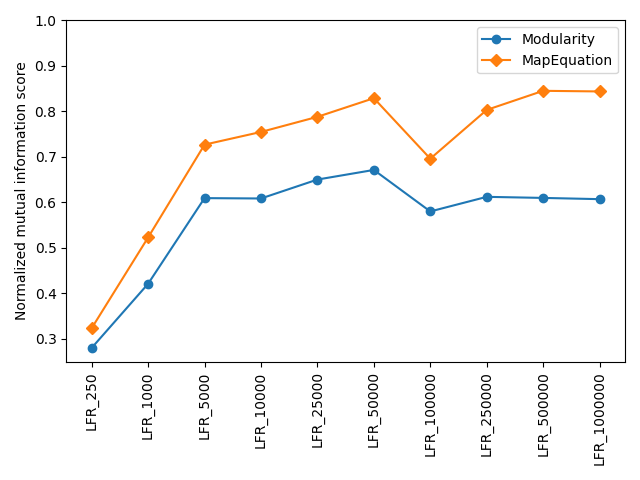 Modularity
MapEquation
Normalized mutual information score
1.0
0.9
0.8
0.7
0.6
0.5
0.4
0.3
LFR_250
LFR_1000
LFR_5000
LFR_10000
LFR_25000
LFR_50000
LFR_100000
LFR_250000
LFR_500000
LFR_1000000